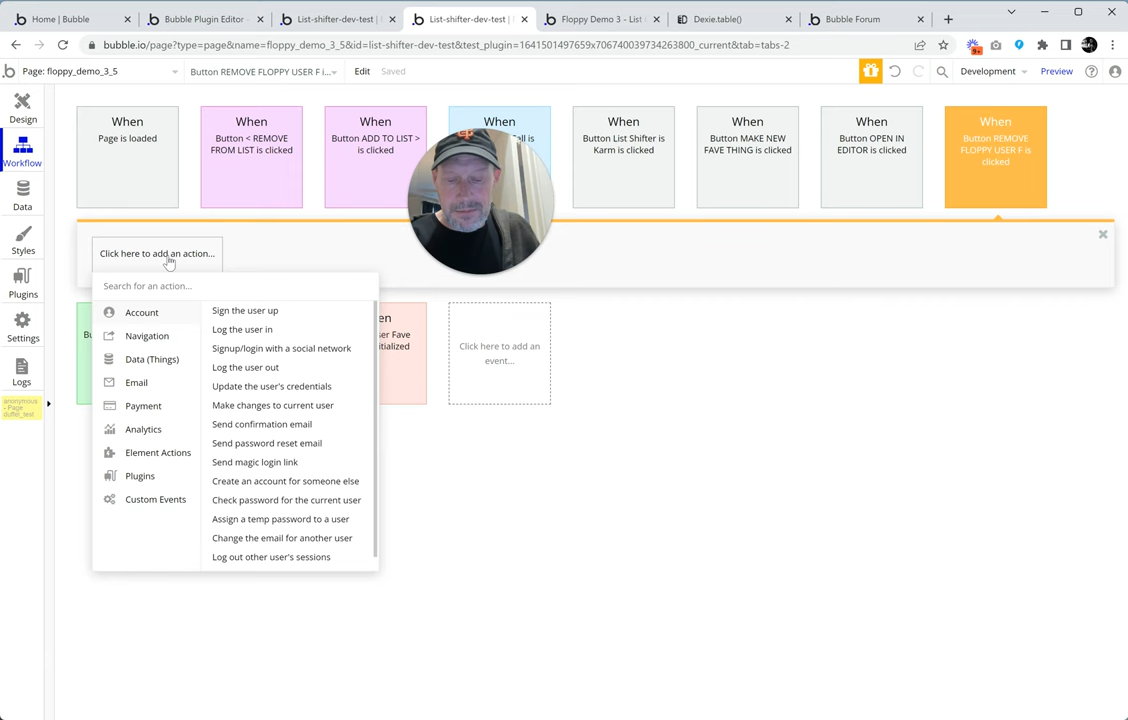 Home | Bubble
Bubble Plugin Editor -
List-shifter-dev-test |
List-shifter-dev-test |
Floppy Demo 3 - List
Dexie.table()
Bubble Forum
bubble.io/page?type=page&name=floppy_demo_3_5&id=list-shifter-dev-test&test_plugin=1641501497659x706740039734263800_current&tab=tabs-2
9+
Page: floppy_demo_3_5
Button REMOVE FLOPPY USER F i...
Edit
Saved
Development
Preview
Design
Workflow
Data
Styles
Plugins
Settings
Logs
anonymous
- Page
duffel_test
When
Page is loaded
When
Button < REMOVE
FROM LIST is clicked
When
Button ADD TO LIST >
is clicked
When
When
Button List Shifter is
Karm is clicked
When
Button MAKE NEW
FAVE THING is clicked
When
Button OPEN IN
EDITOR is clicked
When
Button REMOVE
FLOPPY USER F is
clicked
Click here to add an action...
Search for an action...
Account
Navigation
Data (Things)
Email
Payment
Analytics
Element Actions
Plugins
Custom Events
Sign the user up
Log the user in
Signup/login with a social network
Log the user out
Update the user's credentials
Make changes to current user
Send confirmation email
Send password reset email
Send magic login link
Create an account for someone else
Check password for the current user
Assign a temp password to a user
Change the email for another user
Log out other user's sessions
Click here to add an
event...